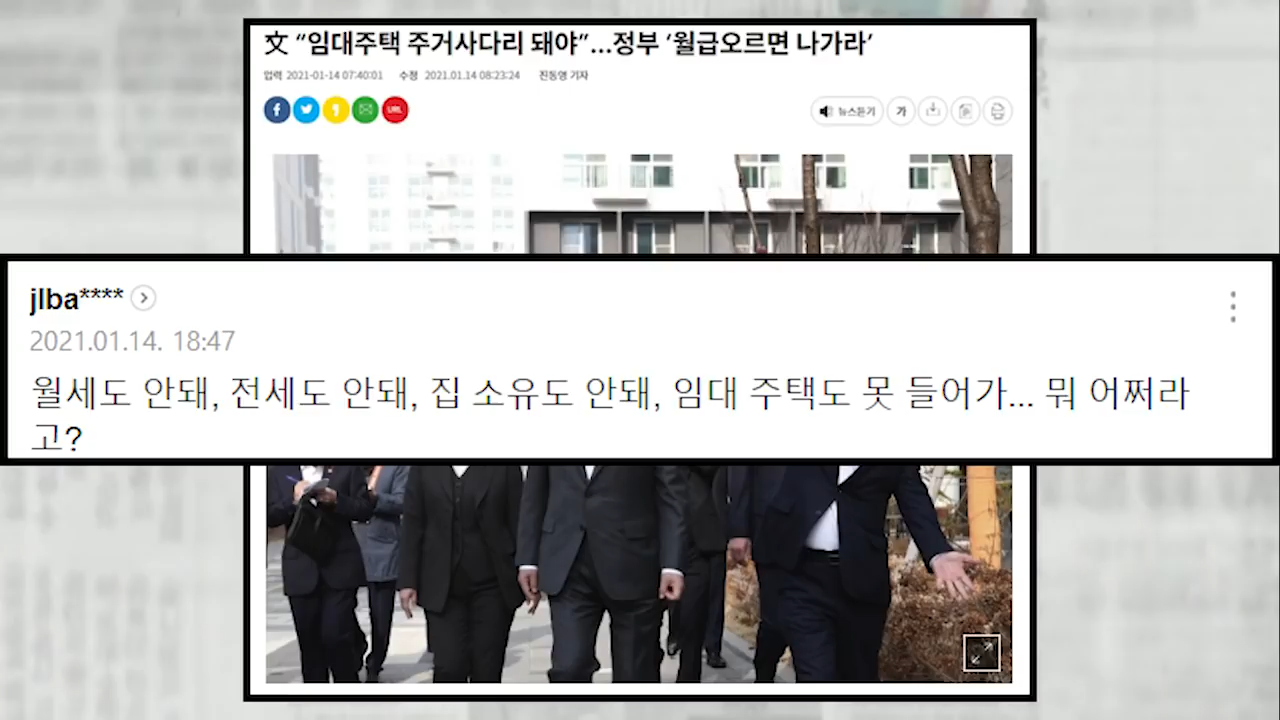 文 “임대주택 주거사다리 돼야”...정부 ‘월급오르면 나가라’
입력 2021-01-14 07:40:01 수정 2021.01.14 08:23:24 진동영 기자
URL 뉴스듣기 가
jlba****
2021.01.14. 18:47
월세도 안돼, 전세도 안돼, 집 소유도 안돼, 임대 주택도 못 들어가... 뭐 어쩌라
고?